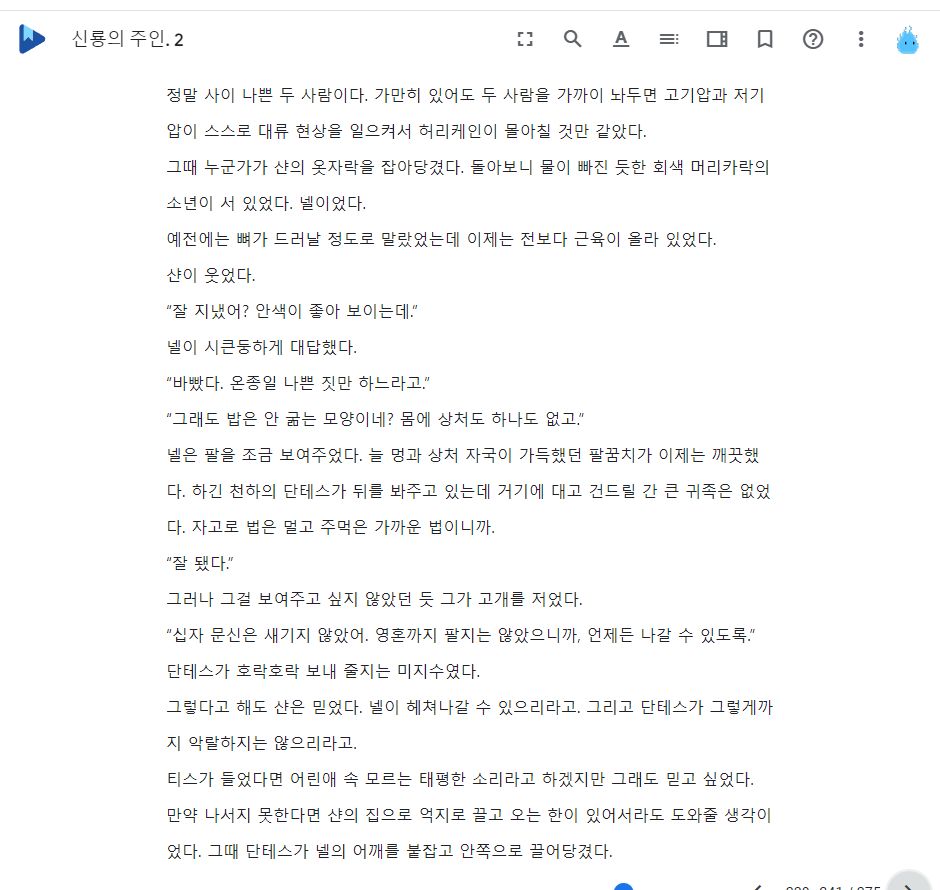 신룡의 주인. 2
정말 사이 나쁜 두 사람이다. 가만히 있어도 두 사람을 가까이 놔두면 고기압과 저기
압이 스스로 대류 현상을 일으켜서 허리케인이 몰아칠 것만 같았다.
그때 누군가가 샨의 옷자락을 잡아당겼다. 돌아보니 물이 빠진 듯한 회색 머리카락의
소년이 서 있었다. 넬이었다.
예전에는 뼈가 드러날 정도로 말랐었는데 이제는 전보다 근육이 올라 있었다.
샨이 웃었다.
“잘 지냈어? 안색이 좋아 보이는데.”
넬이 시큰둥하게 대답했다.
“바빴다. 온종일 나쁜 짓만 하느라고.”
“그래도 밥은 안 굶는 모양이네? 몸에 상처도 하나도 없고.”
넬은 팔을 조금 보여주었다. 늘 멍과 상처 자국이 가득했던 팔꿈치가 이제는 깨끗했
다. 하긴 천하의 단테스가 뒤를 봐주고 있는데 거기에 대고 건드릴 간 큰 귀족은 없었
다. 자고로 법은 멀고 주먹은 가까운 법이니까.
“잘 됐다.”
그러나 그걸 보여주고 싶지 않았던 듯 그가 고개를 저었다.
“십자 문신은 새기지 않았어. 영혼까지 팔지는 않았으니까, 언제든 나갈 수 있도록.”
단테스가 호락호락 보내 줄지는 미지수였다.
그렇다고 해도 샨은 믿었다. 넬이 헤쳐나갈 수 있으리라고. 그리고 단테스가 그렇게까
지 악랄하지는 않으리라고.
티스가 들었다면 어린애 속 모르는 태평한 소리라고 하겠지만 그래도 믿고 싶었다.
만약 나서지 못한다면 샨의 집으로 억지로 끌고 오는 한이 있어서라도 도와줄 생각이
었다. 그때 단테스가 넬의 어깨를 붙잡고 안쪽으로 끌어당겼다.